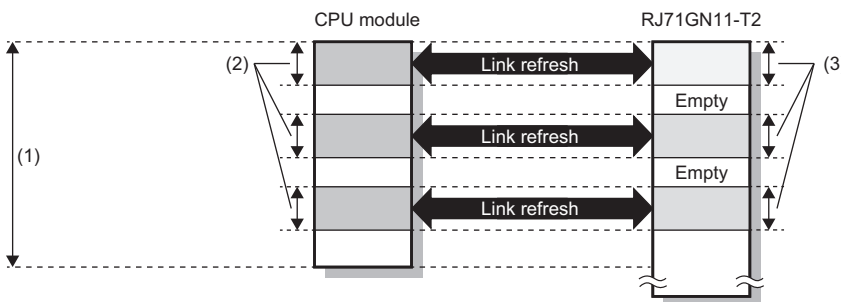 CPU module RJ71GN11-T2
(2) Link refresh (3
Empty
(1) Link refresh
Empty
Link refresh